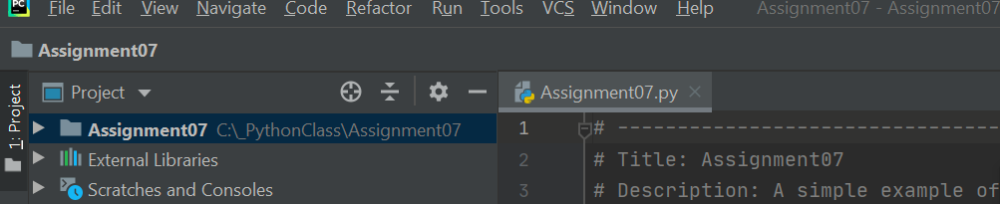 PC File Edit View Navigate Code Refactor Run Tools VCS Window Help Assignment07 - Assignment07
Assignment07
1: Project
Project
Assignment07 C:\_PythonClass\Assignment07
External Libraries
Scratches and Consoles
Assignment07.py
1 # --------------------------------
2 # Title: Assignment07
3 # Description: A simple example of